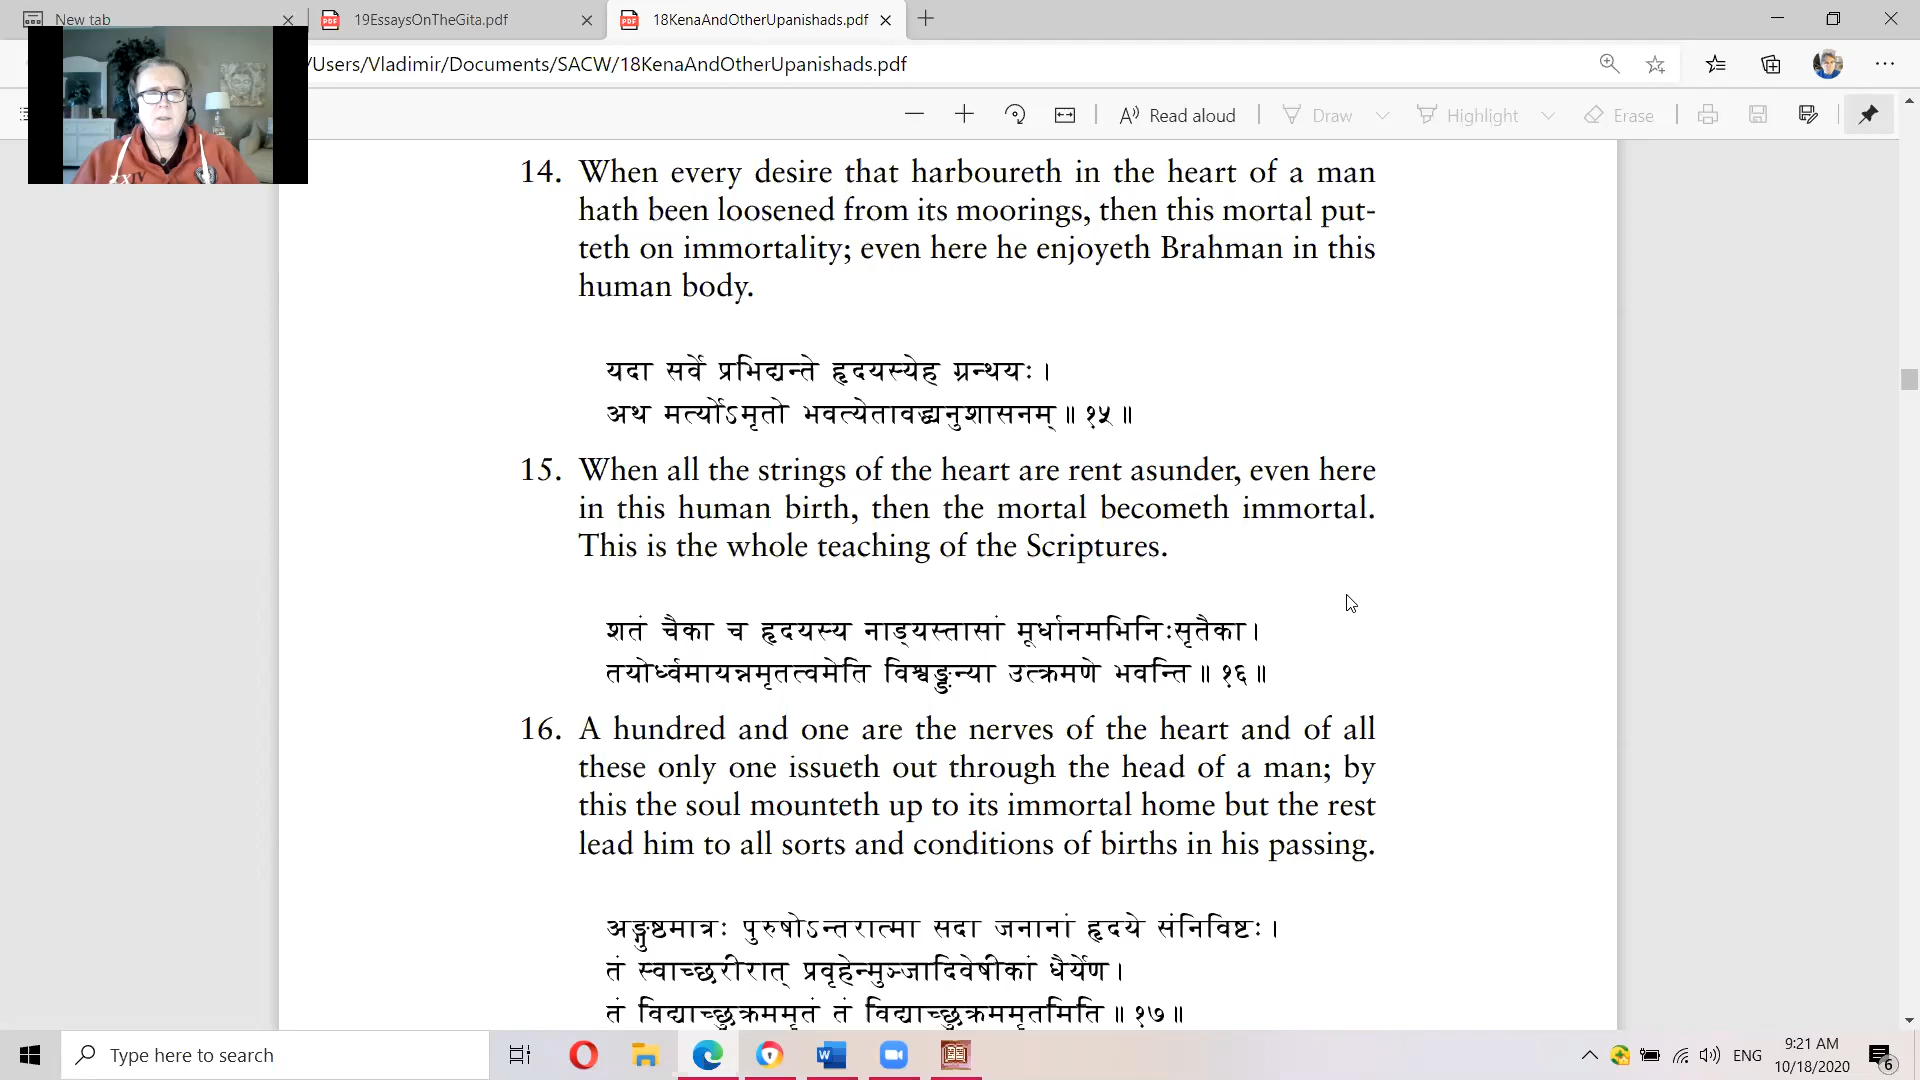 New tab
19EssaysOnTheGita.pdf
18KenaAndOtherUpanishads.pdf
/Users/Vladimir/Documents/SACW/18KenaAndOtherUpanishads.pdf
Read aloud
Draw
Highlight
Erase
14. When every desire that harboureth in the heart of a man
hath been loosened from its moorings, then this mortal put-
teth on immortality; even here he enjoyeth Brahman in this
human body.
यदा सर्वे प्रभिद्यन्ते हृदयस्येह ग्रन्थयः।
अथ मर्त्योऽमृतो भवत्येतावद्ध्यनुशासनम्॥ १५॥
15. When all the strings of the heart are rent asunder, even here
in this human birth, then the mortal becometh immortal.
This is the whole teaching of the Scriptures.
शतं चैका च हृदयस्य नाड्यस्तासां मूर्धानमभिनिःसृतैका।
तयोर्ध्वमायन्नमृतत्वमेति विश्वङ्ङन्या उत्क्रमणे भवन्ति॥ १६॥
16. A hundred and one are the nerves of the heart and of all
these only one issueth out through the head of a man; by
this the soul mounteth up to its immortal home but the rest
lead him to all sorts and conditions of births in his passing.
अङ्गुष्ठमात्रः पुरुषोऽन्तरात्मा सदा जनानां हृदये संनिविष्टः।
तं स्वाच्छरीरात् प्रवृहेन्मुञ्जादिवेषीकां धैर्येण।
तं विद्याच्छुक्रममृतं तं विद्याच्छुक्रममृतमिति॥ १७॥
Type here to search
ENG
9:21 AM
10/18/2020
6